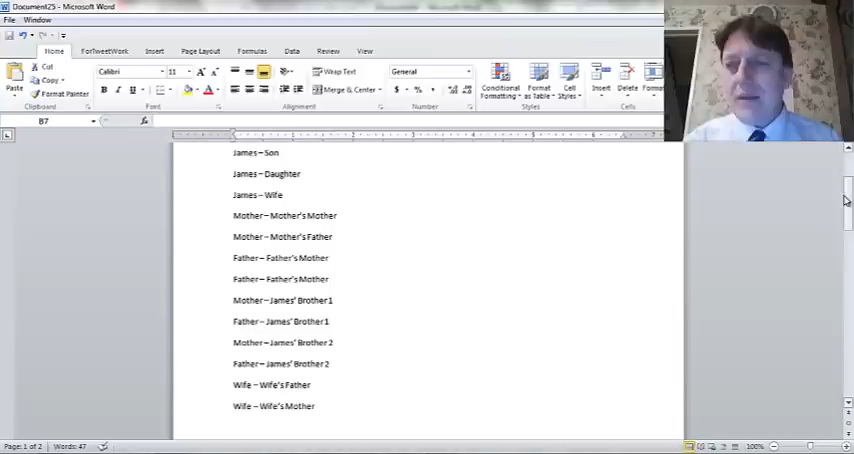 Document25 - Microsoft Word
File Window
Home ForTweetWork Insert Page Layout Formulas Data Review View
Cut
Copy
Format Painter
Paste
Calibri 11
B I U
Wrap Text
Merge & Center
General
$ % ,
Conditional Formatting
Format as Table
Cell Styles
Insert Delete Format
Clipboard Font Alignment Number Styles Cells
B7 fx
James – Son
James – Daughter
James – Wife
Mother – Mother's Mother
Mother – Mother's Father
Father – Father's Mother
Father – Father's Mother
Mother – James' Brother 1
Father – James' Brother 1
Mother – James' Brother 2
Father – James' Brother 2
Wife – Wife's Father
Wife – Wife's Mother
Page: 1 of 2 Words: 47 100%